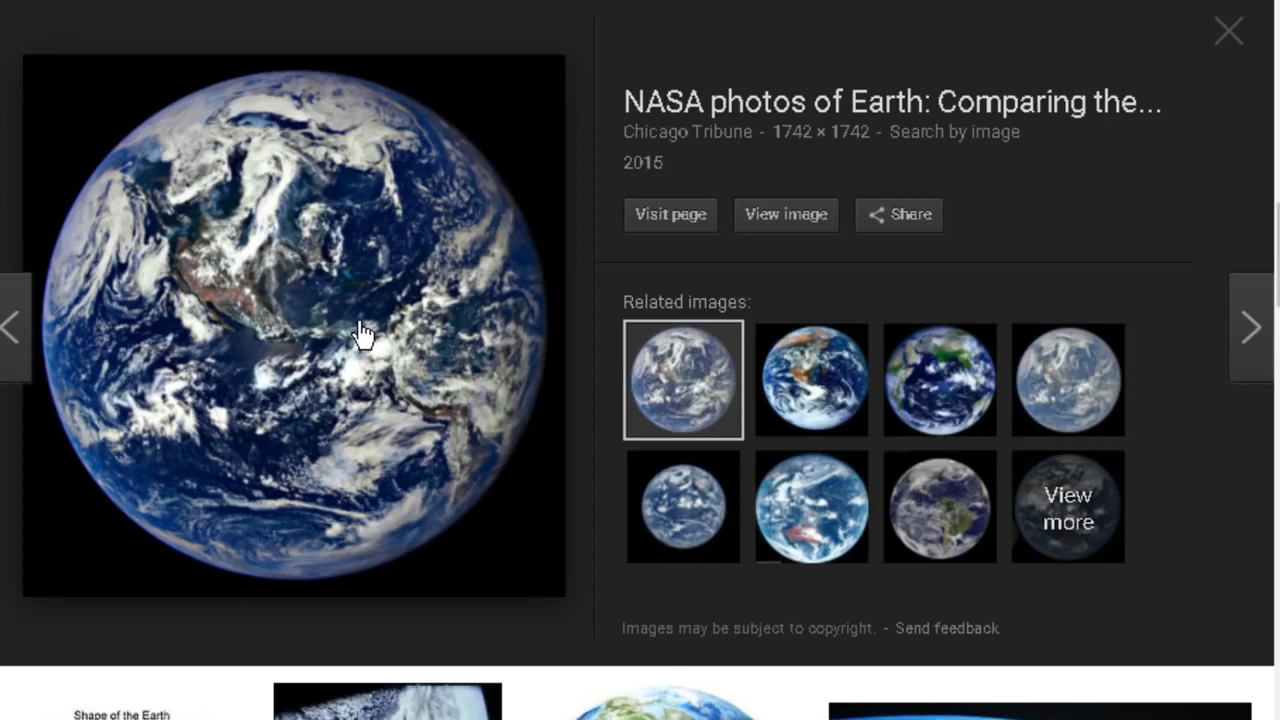 NASA photos of Earth: Comparing the...
Chicago Tribune - 1742 × 1742 - Search by image
2015
Visit page
View image
Share
Related images:
View
more
Images may be subject to copyright. - Send feedback
Shape of the Earth